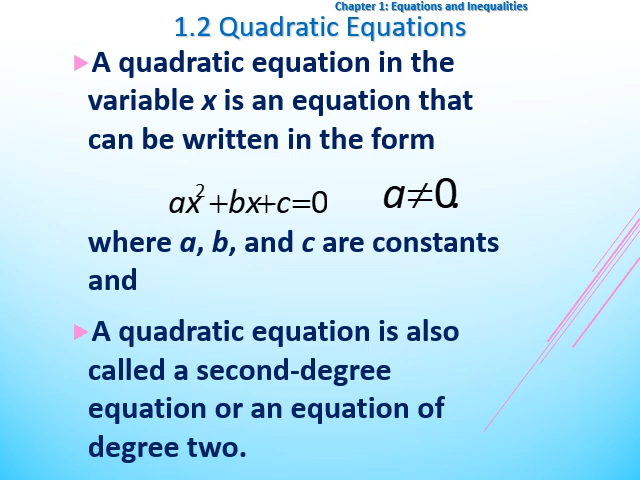 Chapter 1: Equations and Inequalities
1.2 Quadratic Equations
A quadratic equation in the
variable x is an equation that
can be written in the form
ax² + bx + c = 0 a ≠ 0.
where a, b, and c are constants
and
A quadratic equation is also
called a second-degree
equation or an equation of
degree two.